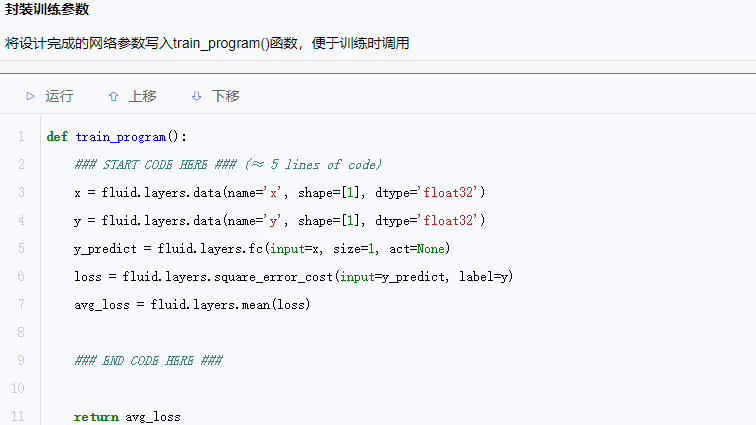 封装训练参数
将设计完成的网络参数写入train_program()函数，便于训练时调用
运行 上移 下移
1 def train_program():
2 ### START CODE HERE ### (≈ 5 lines of code)
3 x = fluid.layers.data(name='x', shape=[1], dtype='float32')
4 y = fluid.layers.data(name='y', shape=[1], dtype='float32')
5 y_predict = fluid.layers.fc(input=x, size=1, act=None)
6 loss = fluid.layers.square_error_cost(input=y_predict, label=y)
7 avg_loss = fluid.layers.mean(loss)
8
9 ### END CODE HERE ###
10
11 return avg_loss